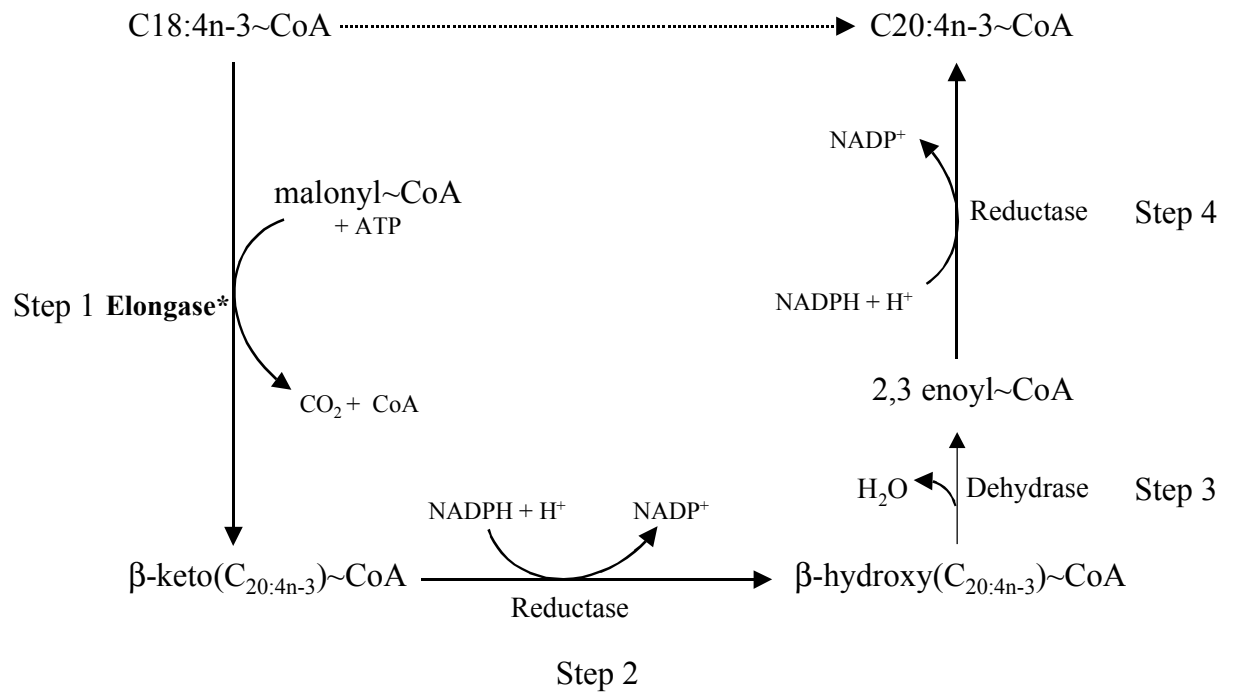 C18:4n-3~CoA
C20:4n-3~CoA
NADP⁺
malonyl~CoA
+ ATP
Reductase
Step 4
Step 1 Elongase*
NADPH + H⁺
2,3 enoyl~CoA
CO₂ + CoA
H₂O
Dehydrase
Step 3
NADPH + H⁺
NADP⁺
β-keto(C₂₀:₄ₙ₋₃)~CoA
β-hydroxy(C₂₀:₄ₙ₋₃)~CoA
Reductase
Step 2